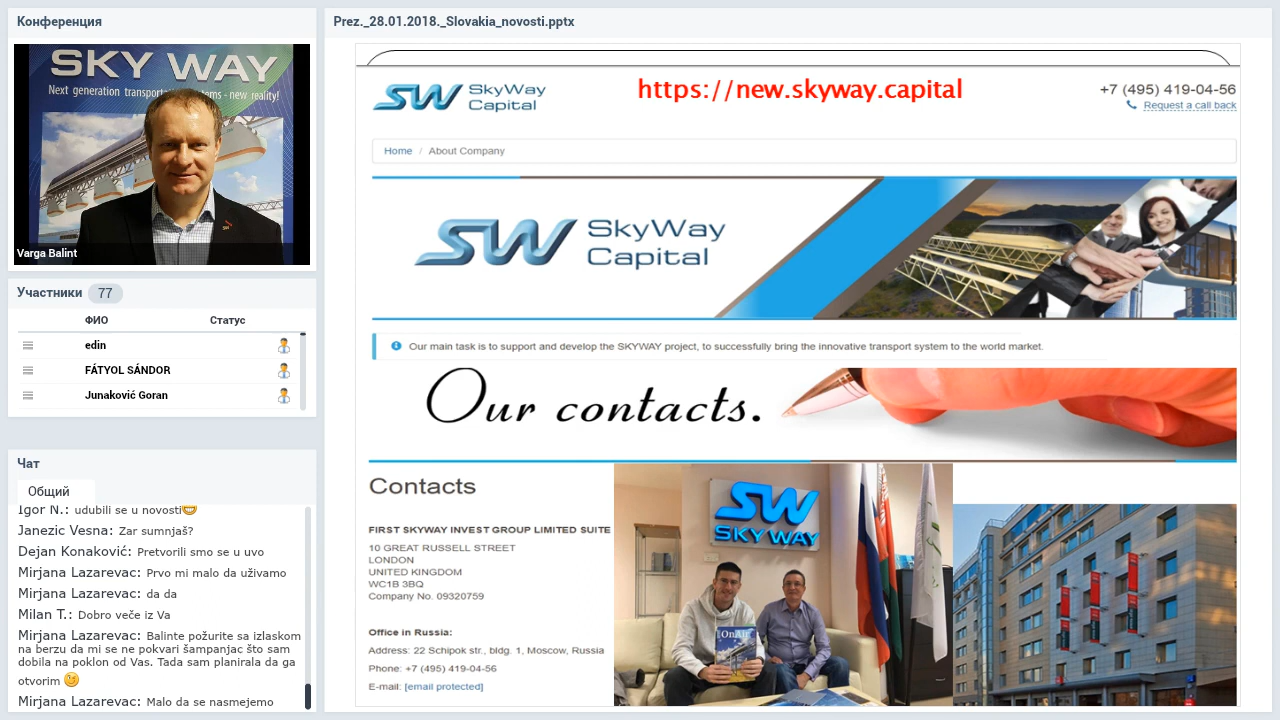 Конференция
SKY WAY
Next generation transportation systems - new reality!
Varga Balint
Участники 77
ФИО Статус
edin
FÁTYOL SÁNDOR
Junaković Goran
Чат
Общий
Igor N.: udubili se u novosti
Janezic Vesna: Zar sumnjaš?
Dejan Konaković: Pretvorili smo se u uvo
Mirjana Lazarevac: Prvo mi malo da uživamo
Mirjana Lazarevac: da da
Milan T.: Dobro veče iz Va
Mirjana Lazarevac: Balinte požurite sa izlaskom
na berzu da mi se ne pokvari šampanjac što sam
dobila na poklon od Vas. Tada sam planirala da ga
otvorim
Mirjana Lazarevac: Malo da se nasmejemo
Prez._28.01.2018._Slovakia_novosti.pptx
SW SkyWay
Capital
https://new.skyway.capital
+7 (495) 419-04-56
Request a call back
Home / About Company
SW SkyWay
Capital
Our main task is to support and develop the SKYWAY project, to successfully bring the innovative transport system to the world market.
Our contacts.
Contacts
FIRST SKYWAY INVEST GROUP LIMITED SUITE
10 GREAT RUSSELL STREET
LONDON
UNITED KINGDOM
WC1B 3BQ
Company No. 09320759
Office in Russia:
Address: 22 Schipok str., bldg. 1, Moscow, Russia
Phone: +7 (495) 419-04-56
E-mail: [email protected]
SW
SKY WAY
OnAir